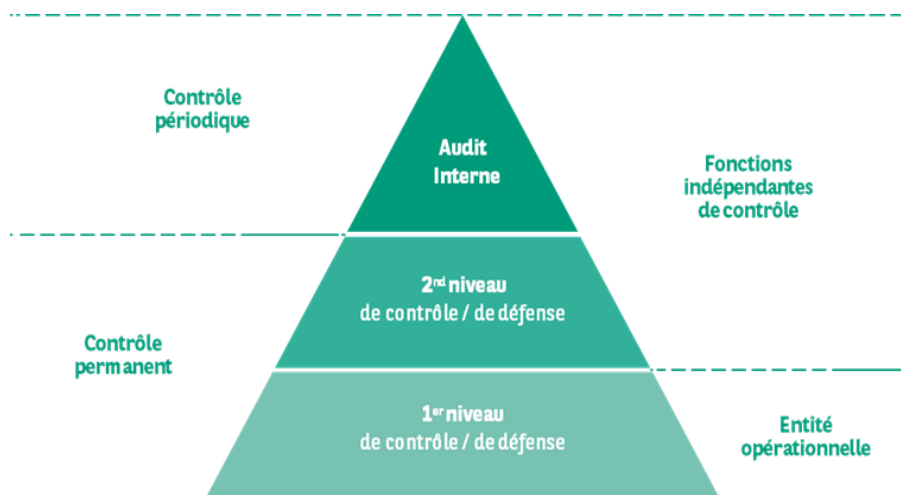 Contrôle
périodique
Audit
Interne
Fonctions
indépendantes
de contrôle
2nd niveau
de contrôle / de défense
Contrôle
permanent
1er niveau
de contrôle / de défense
Entité
opérationnelle